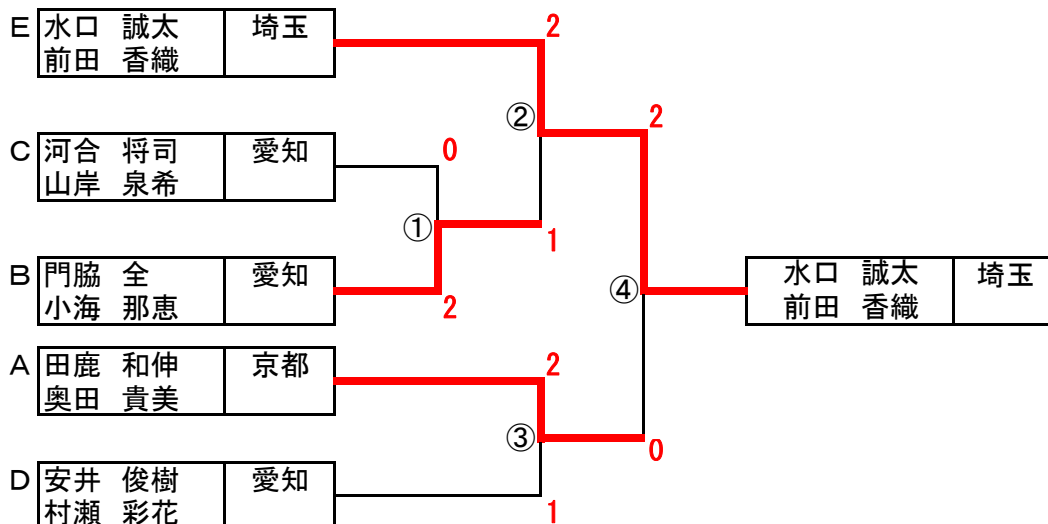 E 水口 誠太 埼玉 2
前田 香織
② 2
C 河合 将司 愛知 0
山岸 泉希
① 1
B 門脇 全 愛知 2
小海 那恵
④ 水口 誠太 埼玉
前田 香織
A 田鹿 和伸 京都 2
奥田 貴美
③ 0
D 安井 俊樹 愛知 1
村瀬 彩花